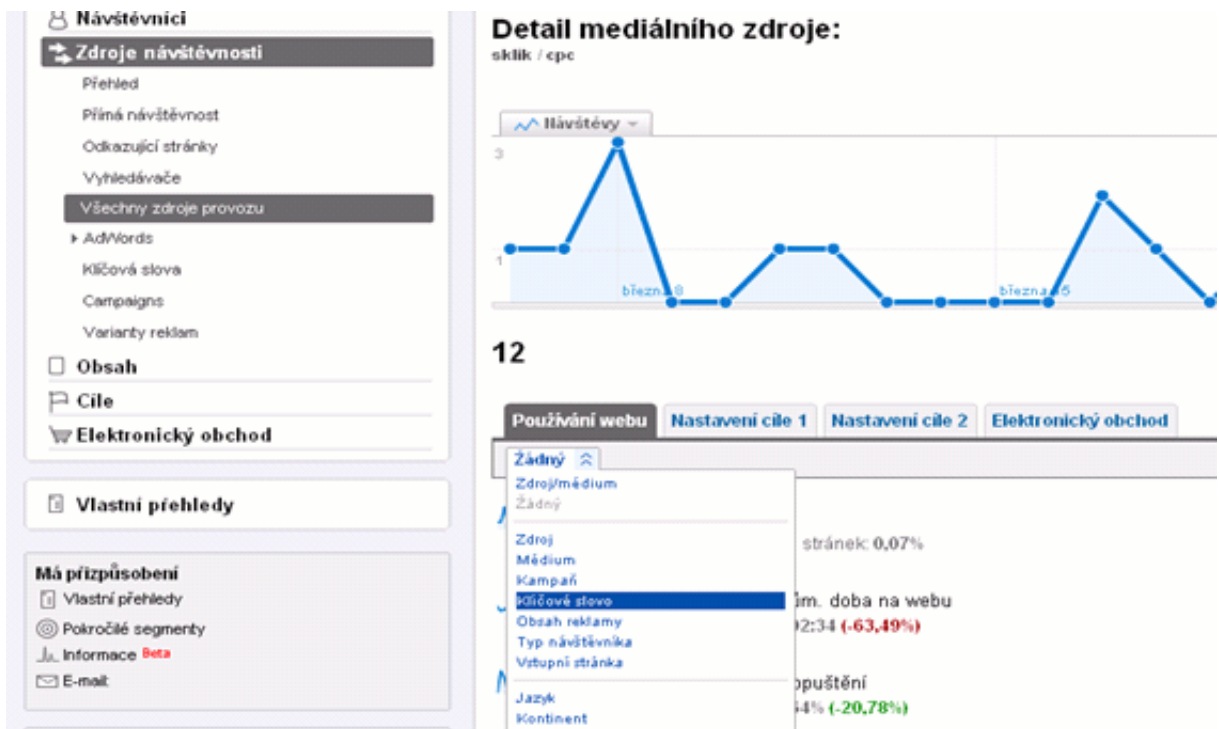 Návštěvníci
Zdroje návštěvnosti
Přehled
Přímá návštěvnost
Odkazující stránky
Vyhledávače
Všechny zdroje provozu
AdWords
Klíčová slova
Campaigns
Varianty reklam
Obsah
Cíle
Elektronický obchod
Vlastní přehledy
Má přizpůsobení
Vlastní přehledy
Pokročilé segmenty
Informace Beta
E-mail:
Detail mediálního zdroje:
sklik / cpc
Návštěvy
3
1
března 8
března 15
12
Používání webu Nastavení cíle 1 Nastavení cíle 2 Elektronický obchod
Žádný
Zdroj/médium
Žádný
Zdroj
Médium
Kampaň
Klíčové slovo
Obsah reklamy
Typ návštěvníka
Vstupní stránka
Jazyk
Kontinent
stránek: 0,07%
doba na webu
2:34 (-63,49%)
4% (-20,78%)